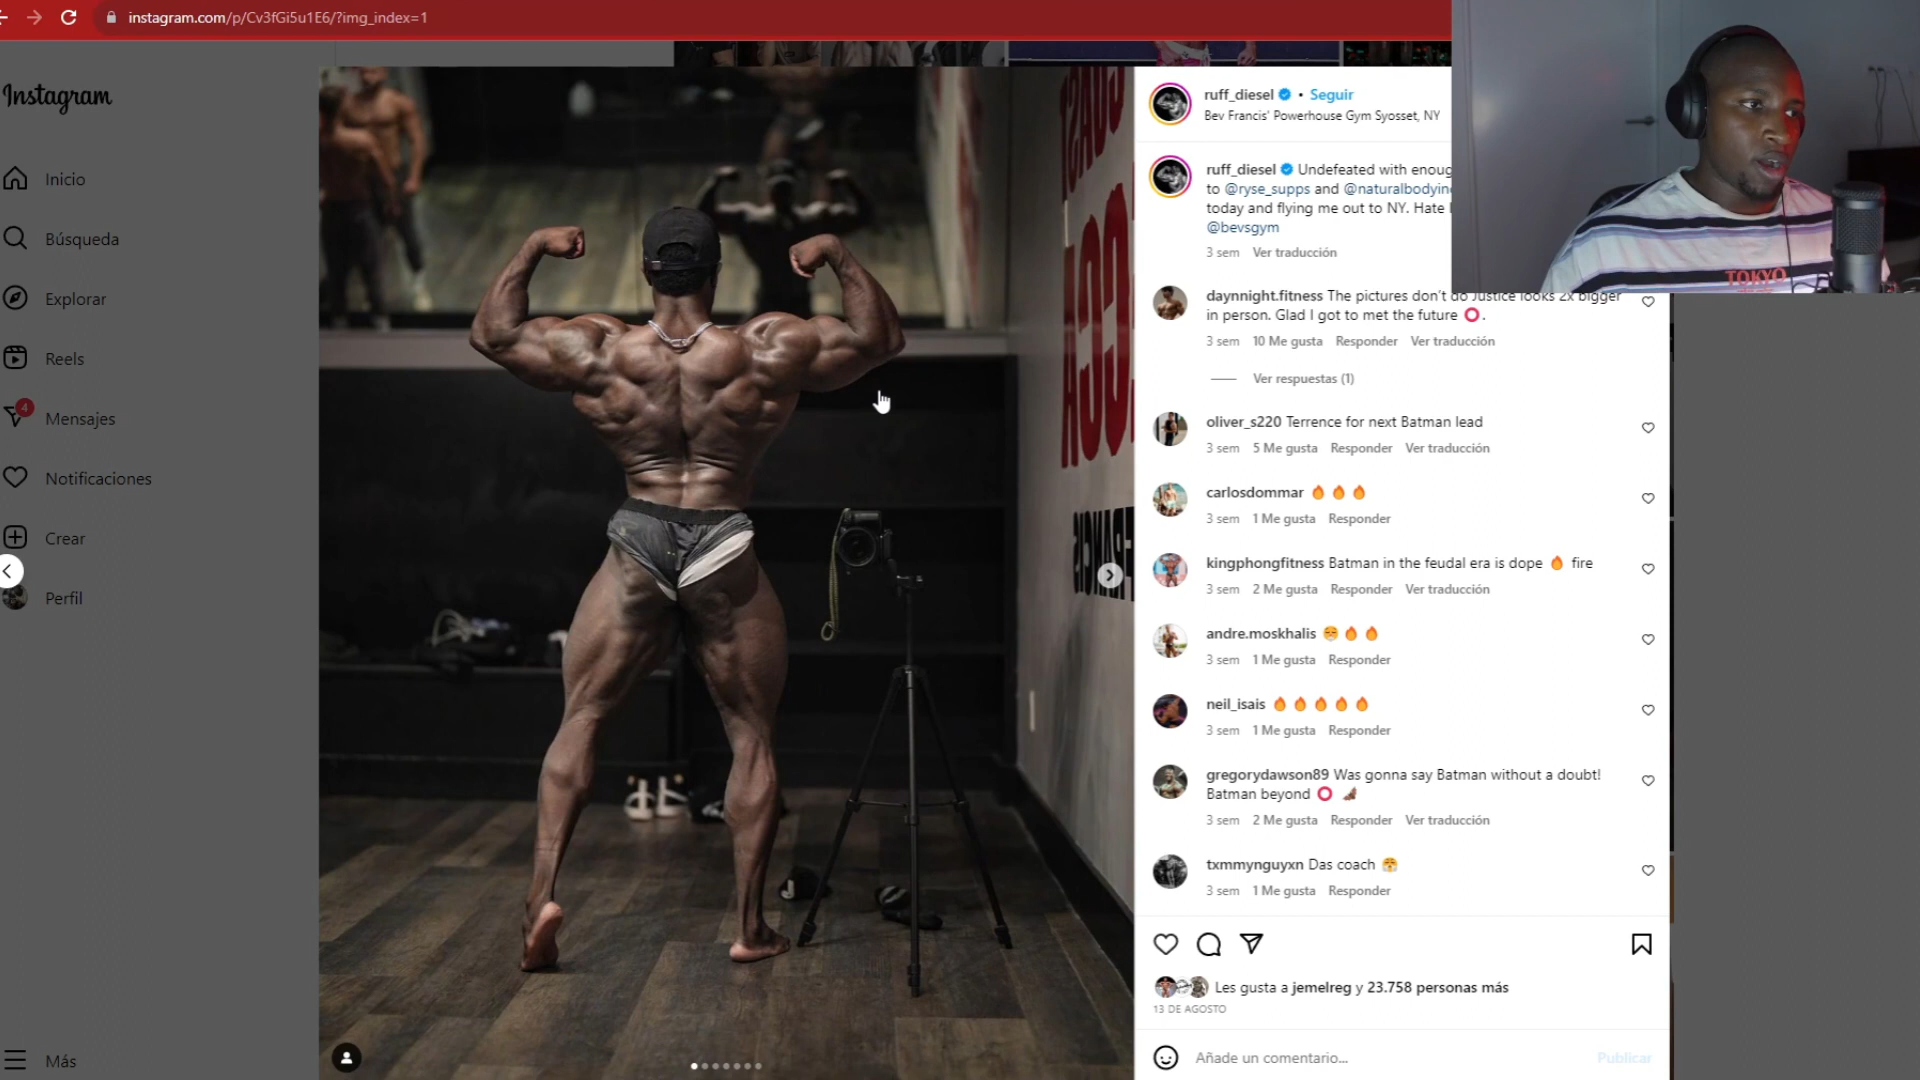 instagram.com/p/Cv3fGi5u1E6/?img_index=1
Instagram
Inicio
Búsqueda
Explorar
Reels
4
Mensajes
Notificaciones
Crear
Perfil
Más
ruff_diesel • Seguir
Bev Francis' Powerhouse Gym Syosset, NY
ruff_diesel Undefeated with enoug
to @ryse_supps and @naturalbodyin
today and flying me out to NY. Hate
@bevsgym
3 sem Ver traducción
TOKYO
daynnight.fitness The pictures don't do Justice looks 2x bigger
in person. Glad I got to met the future ⭕.
3 sem 10 Me gusta Responder Ver traducción
Ver respuestas (1)
oliver_s220 Terrence for next Batman lead
3 sem 5 Me gusta Responder Ver traducción
carlosdommar 🔥🔥🔥
3 sem 1 Me gusta Responder
kingphongfitness Batman in the feudal era is dope 🔥 fire
3 sem 2 Me gusta Responder Ver traducción
andre.moskhalis 😤🔥🔥
3 sem 1 Me gusta Responder
neil_isais 🔥🔥🔥🔥🔥
3 sem 1 Me gusta Responder
gregorydawson89 Was gonna say Batman without a doubt!
Batman beyond ⭕ 🦇
3 sem 2 Me gusta Responder Ver traducción
txmmynguyxn Das coach 😤
3 sem 1 Me gusta Responder
Les gusta a jemelreg y 23.758 personas más
13 DE AGOSTO
Añade un comentario...
Publicar